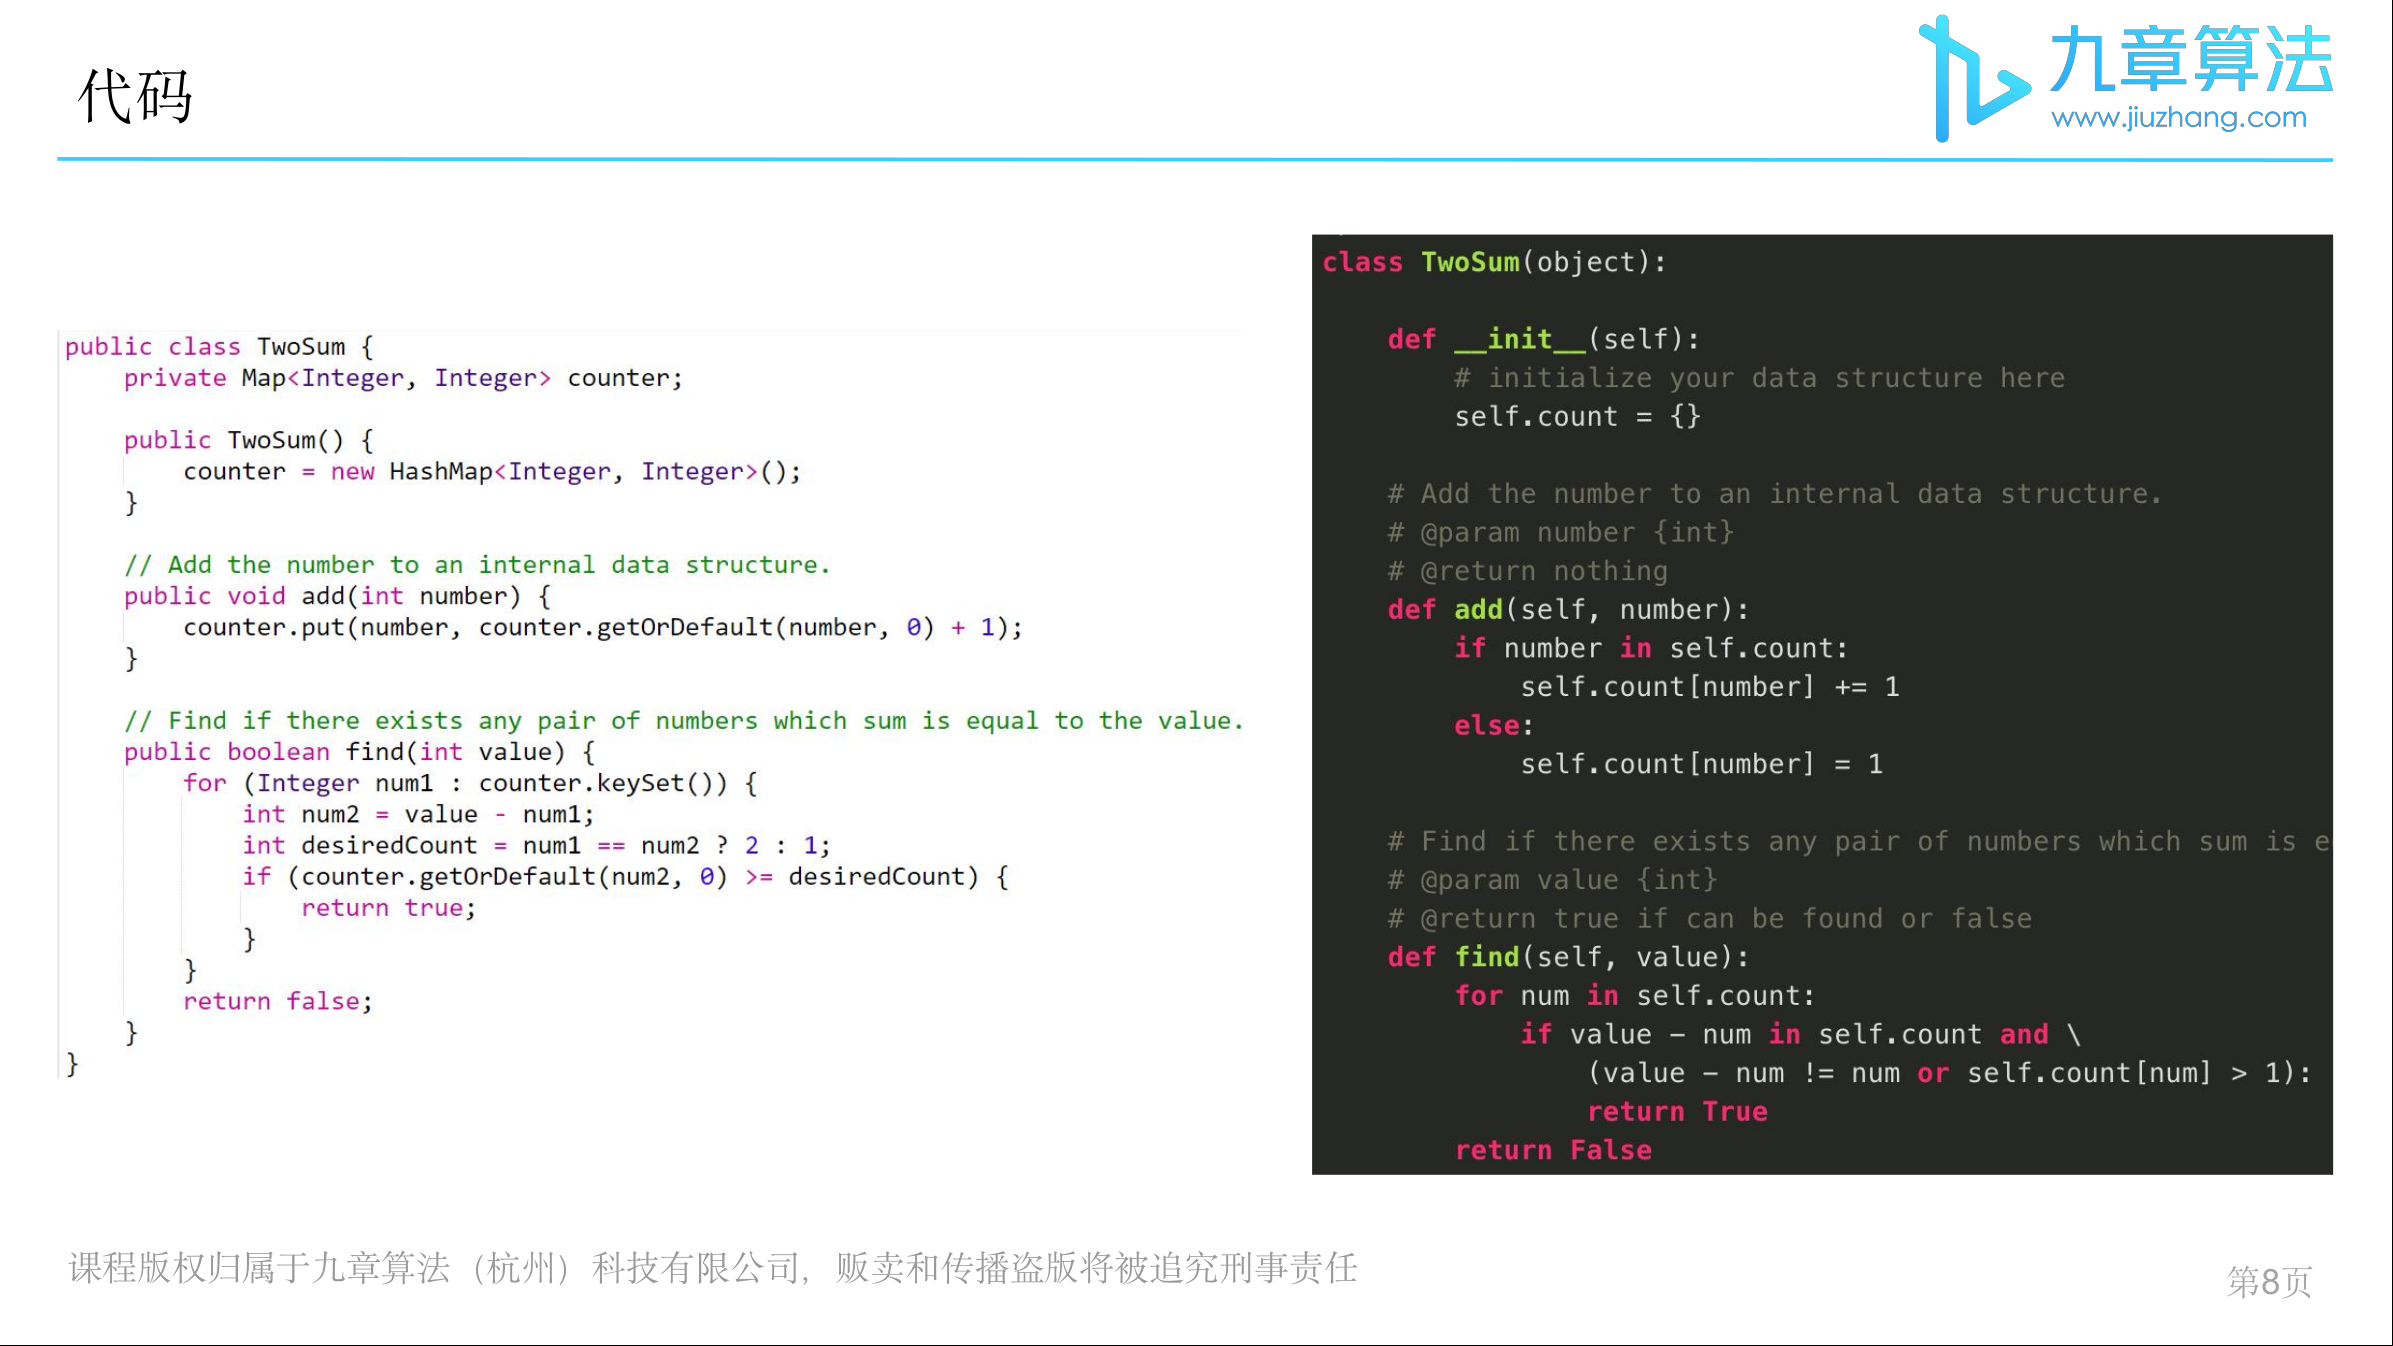 代码
九章算法
www.jiuzhang.com
public class TwoSum {
    private Map<Integer, Integer> counter;

    public TwoSum() {
        counter = new HashMap<Integer, Integer>();
    }

    // Add the number to an internal data structure.
    public void add(int number) {
        counter.put(number, counter.getOrDefault(number, 0) + 1);
    }

    // Find if there exists any pair of numbers which sum is equal to the value.
    public boolean find(int value) {
        for (Integer num1 : counter.keySet()) {
            int num2 = value - num1;
            int desiredCount = num1 == num2 ? 2 : 1;
            if (counter.getOrDefault(num2, 0) >= desiredCount) {
                return true;
            }
        }
        return false;
    }
}
class TwoSum(object):

    def __init__(self):
        # initialize your data structure here
        self.count = {}

    # Add the number to an internal data structure.
    # @param number {int}
    # @return nothing
    def add(self, number):
        if number in self.count:
            self.count[number] += 1
        else:
            self.count[number] = 1

    # Find if there exists any pair of numbers which sum is e
    # @param value {int}
    # @return true if can be found or false
    def find(self, value):
        for num in self.count:
            if value - num in self.count and \
                (value - num != num or self.count[num] > 1):
                return True
        return False
课程版权归属于九章算法（杭州）科技有限公司，贩卖和传播盗版将被追究刑事责任
第8页